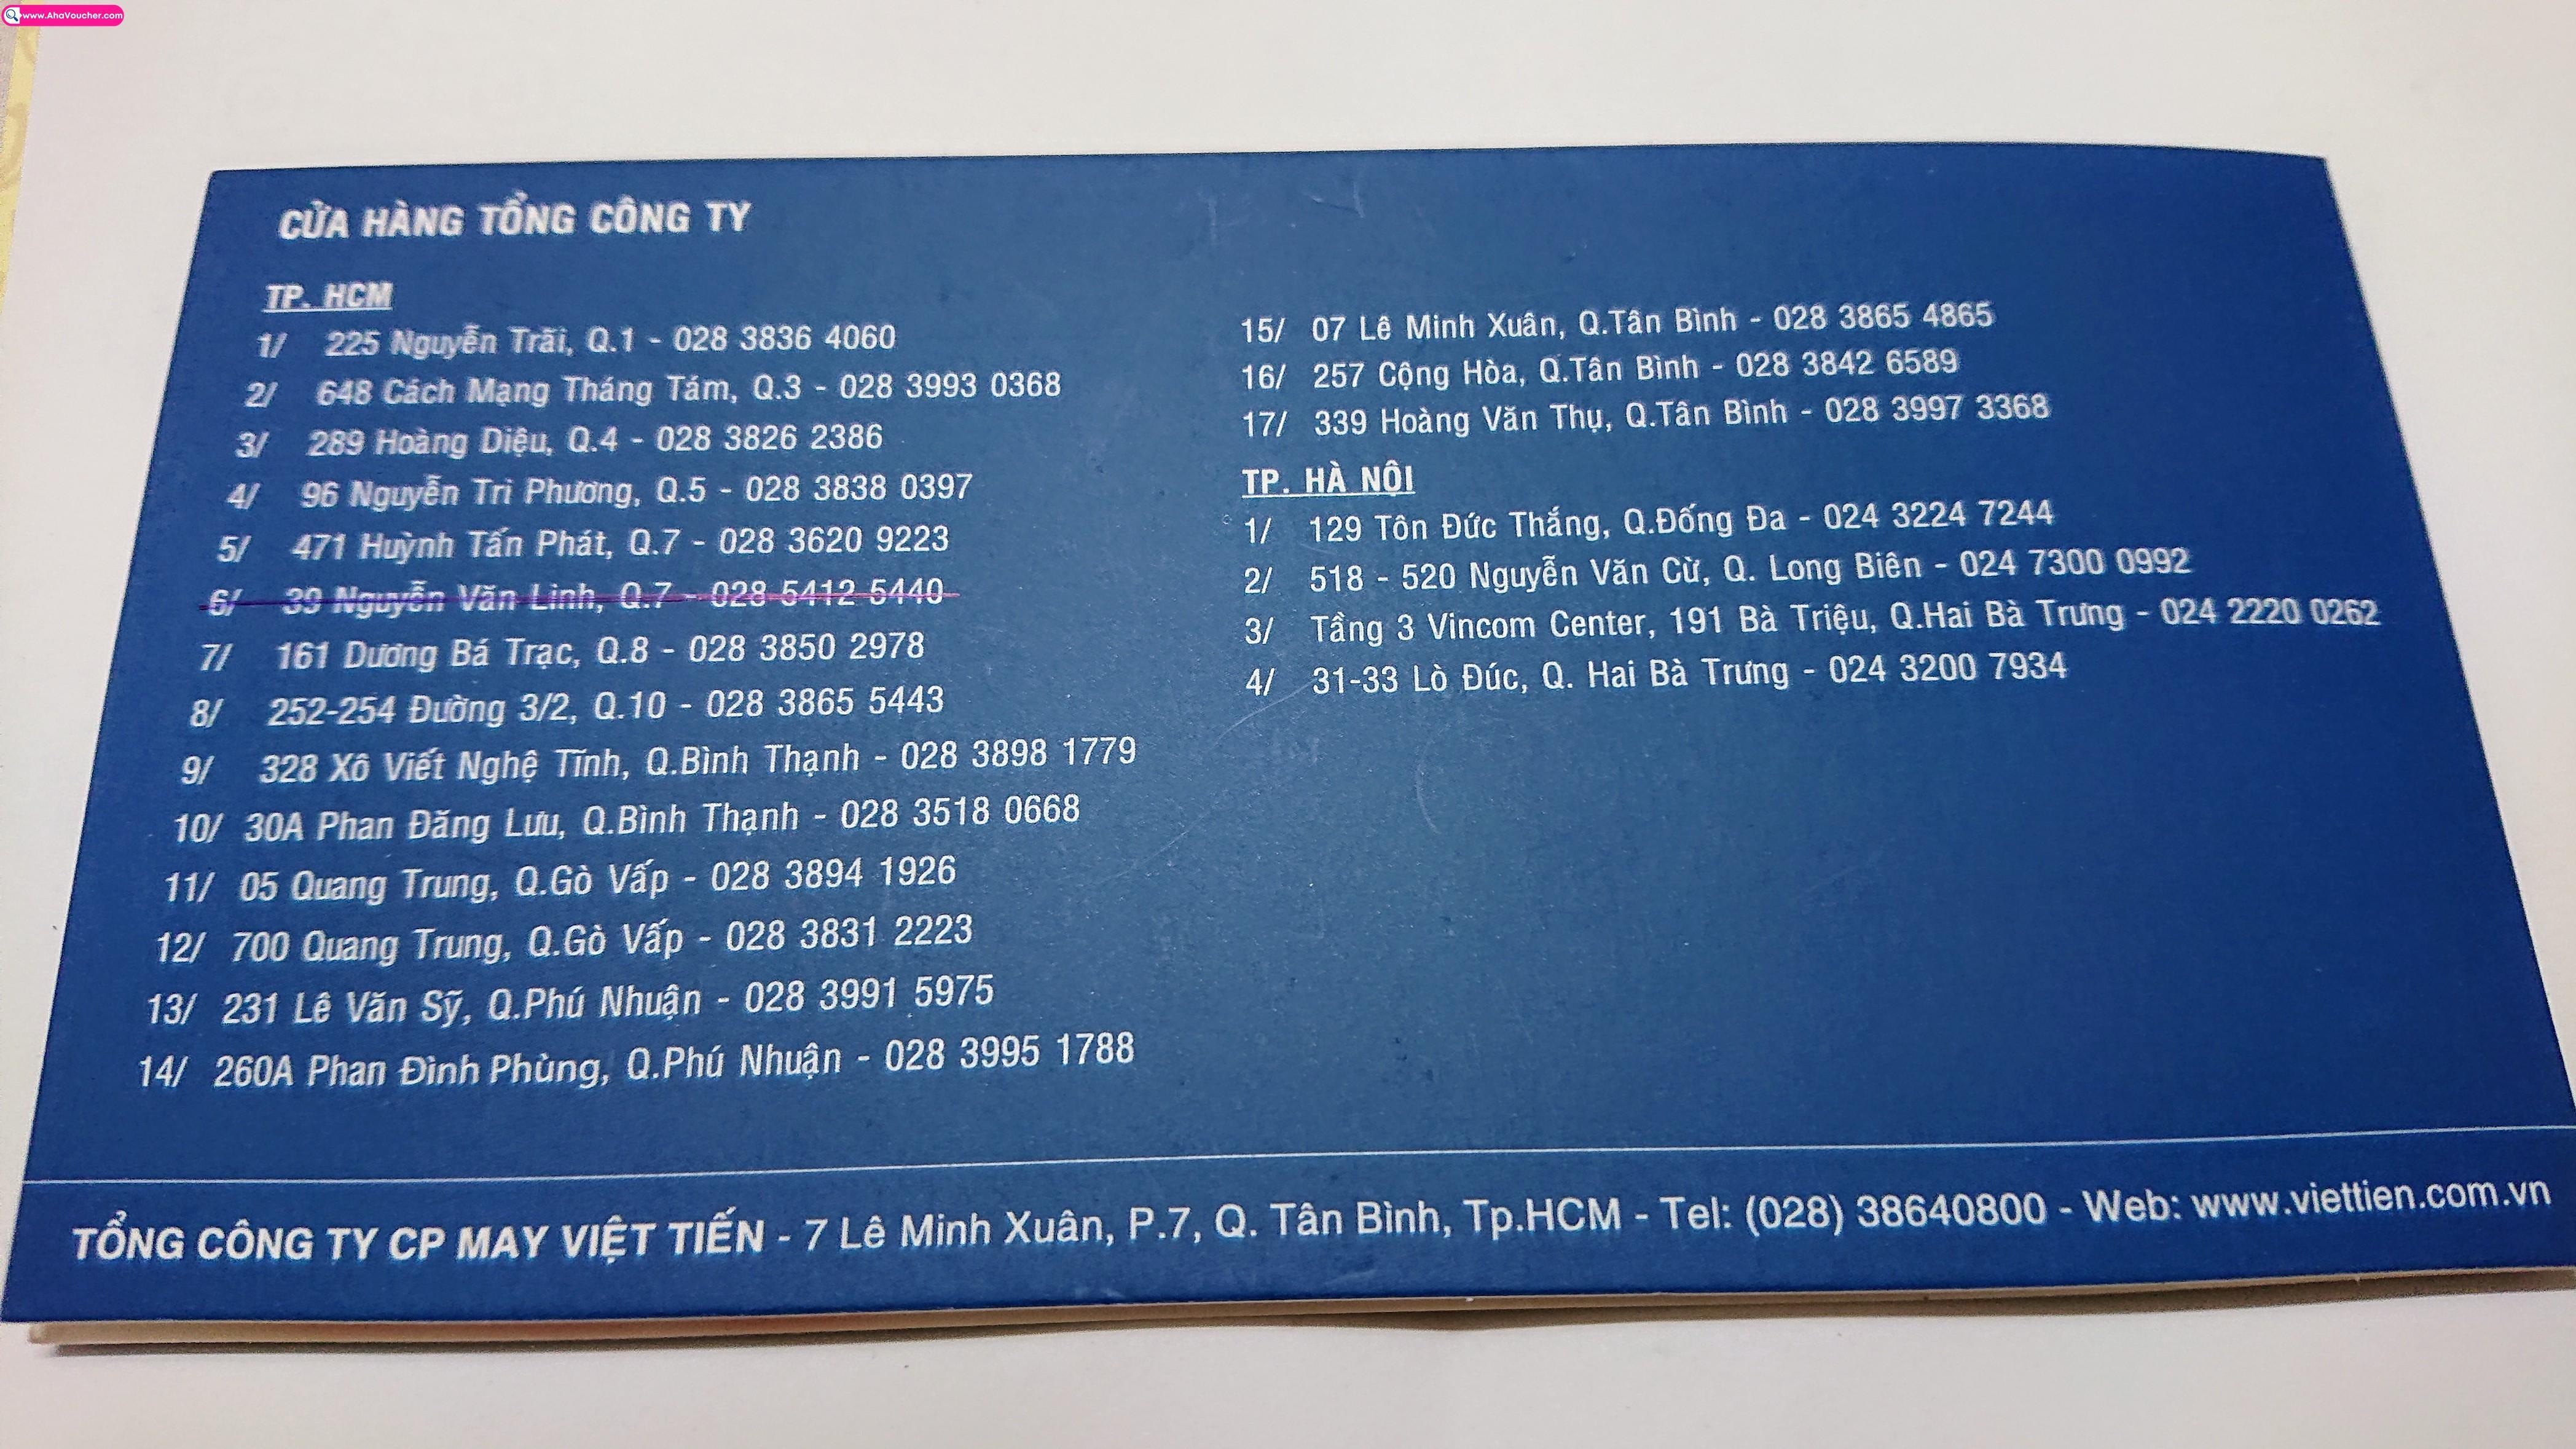 www.AhaVoucher.com
CỬA HÀNG TỔNG CÔNG TY
TP. HCM
1/ 225 Nguyễn Trãi, Q.1 - 028 3836 4060
2/ 648 Cách Mạng Tháng Tám, Q.3 - 028 3993 0368
3/ 289 Hoàng Diệu, Q.4 - 028 3826 2386
4/ 96 Nguyễn Tri Phương, Q.5 - 028 3838 0397
5/ 471 Huỳnh Tấn Phát, Q.7 - 028 3620 9223
6/ 39 Nguyễn Văn Linh, Q.7 - 028 5412 5440
7/ 161 Dương Bá Trạc, Q.8 - 028 3850 2978
8/ 252-254 Đường 3/2, Q.10 - 028 3865 5443
9/ 328 Xô Viết Nghệ Tĩnh, Q.Bình Thạnh - 028 3898 1779
10/ 30A Phan Đăng Lưu, Q.Bình Thạnh - 028 3518 0668
11/ 05 Quang Trung, Q.Gò Vấp - 028 3894 1926
12/ 700 Quang Trung, Q.Gò Vấp - 028 3831 2223
13/ 231 Lê Văn Sỹ, Q.Phú Nhuận - 028 3991 5975
14/ 260A Phan Đình Phùng, Q.Phú Nhuận - 028 3995 1788
15/ 07 Lê Minh Xuân, Q.Tân Bình - 028 3865 4865
16/ 257 Cộng Hòa, Q.Tân Bình - 028 3842 6589
17/ 339 Hoàng Văn Thụ, Q.Tân Bình - 028 3997 3368
TP. HÀ NỘI
1/ 129 Tôn Đức Thắng, Q.Đống Đa - 024 3224 7244
2/ 518 - 520 Nguyễn Văn Cừ, Q. Long Biên - 024 7300 0992
3/ Tầng 3 Vincom Center, 191 Bà Triệu, Q.Hai Bà Trưng - 024 2220 0262
4/ 31-33 Lò Đúc, Q. Hai Bà Trưng - 024 3200 7934
TỔNG CÔNG TY CP MAY VIỆT TIẾN - 7 Lê Minh Xuân, P.7, Q. Tân Bình, Tp.HCM - Tel: (028) 38640800 - Web: www.viettien.com.vn